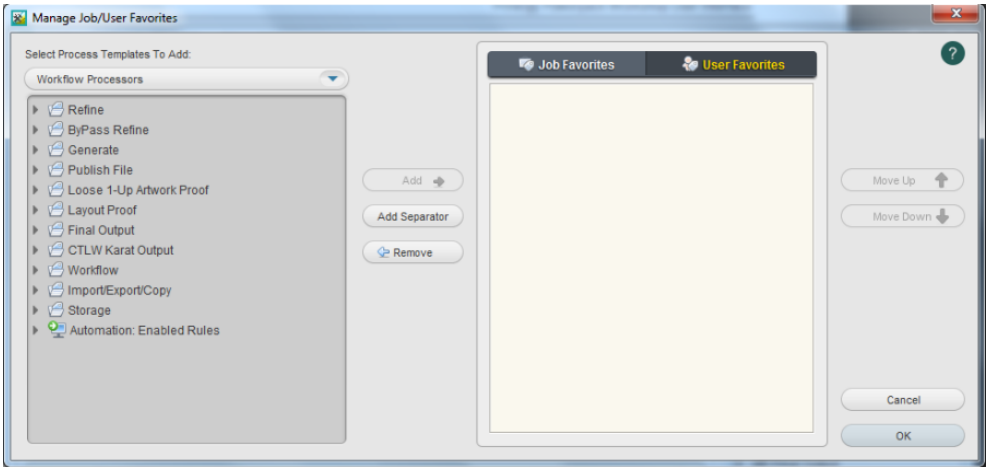 Manage Job/User Favorites
x
Select Process Templates To Add:
Workflow Processors
Refine
ByPass Refine
Generate
Publish File
Loose 1-Up Artwork Proof
Layout Proof
Final Output
CTLW Karat Output
Workflow
Import/Export/Copy
Storage
Automation: Enabled Rules
Add
Add Separator
Remove
Job Favorites
User Favorites
?
Move Up
Move Down
Cancel
OK